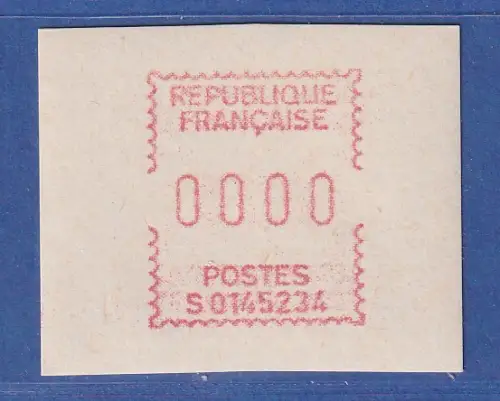 REPUBLIQUE
FRANÇAISE
0000
POSTES
S 0145234